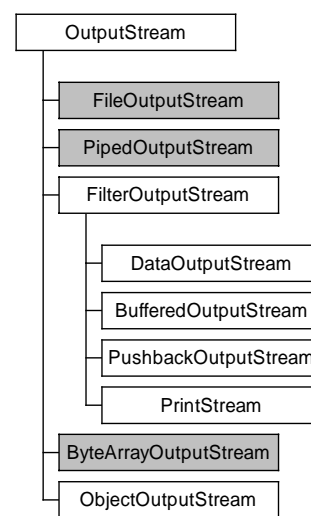 OutputStream
FileOutputStream
PipedOutputStream
FilterOutputStream
DataOutputStream
BufferedOutputStream
PushbackOutputStream
PrintStream
ByteArrayOutputStream
ObjectOutputStream